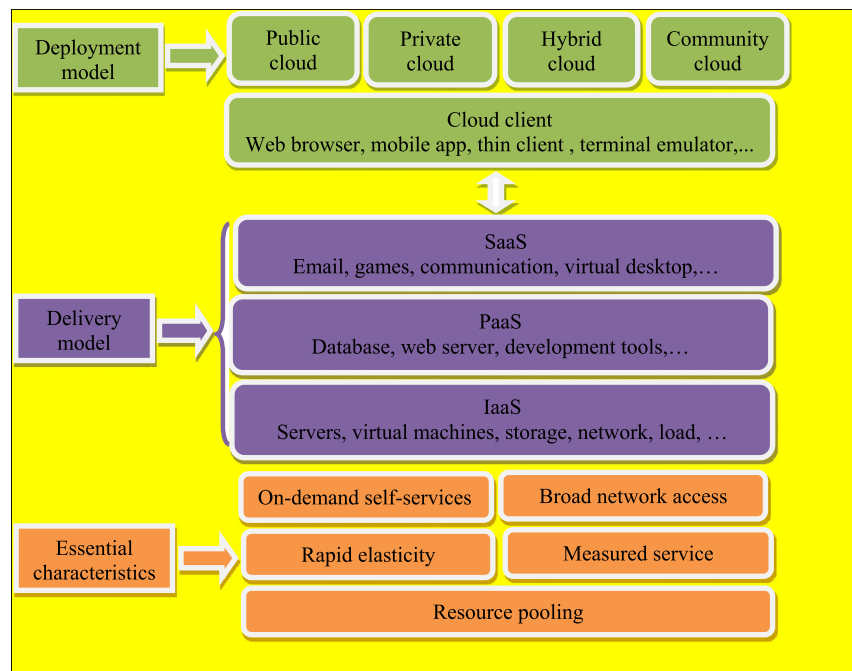 Deployment
model
Public
cloud
Private
cloud
Hybrid
cloud
Community
cloud
Cloud client
Web browser, mobile app, thin client , terminal emulator,...
SaaS
Email, games, communication, virtual desktop,…
Delivery
model
PaaS
Database, web server, development tools,…
IaaS
Servers, virtual machines, storage, network, load, …
Essential
characteristics
On-demand self-services
Broad network access
Rapid elasticity
Measured service
Resource pooling